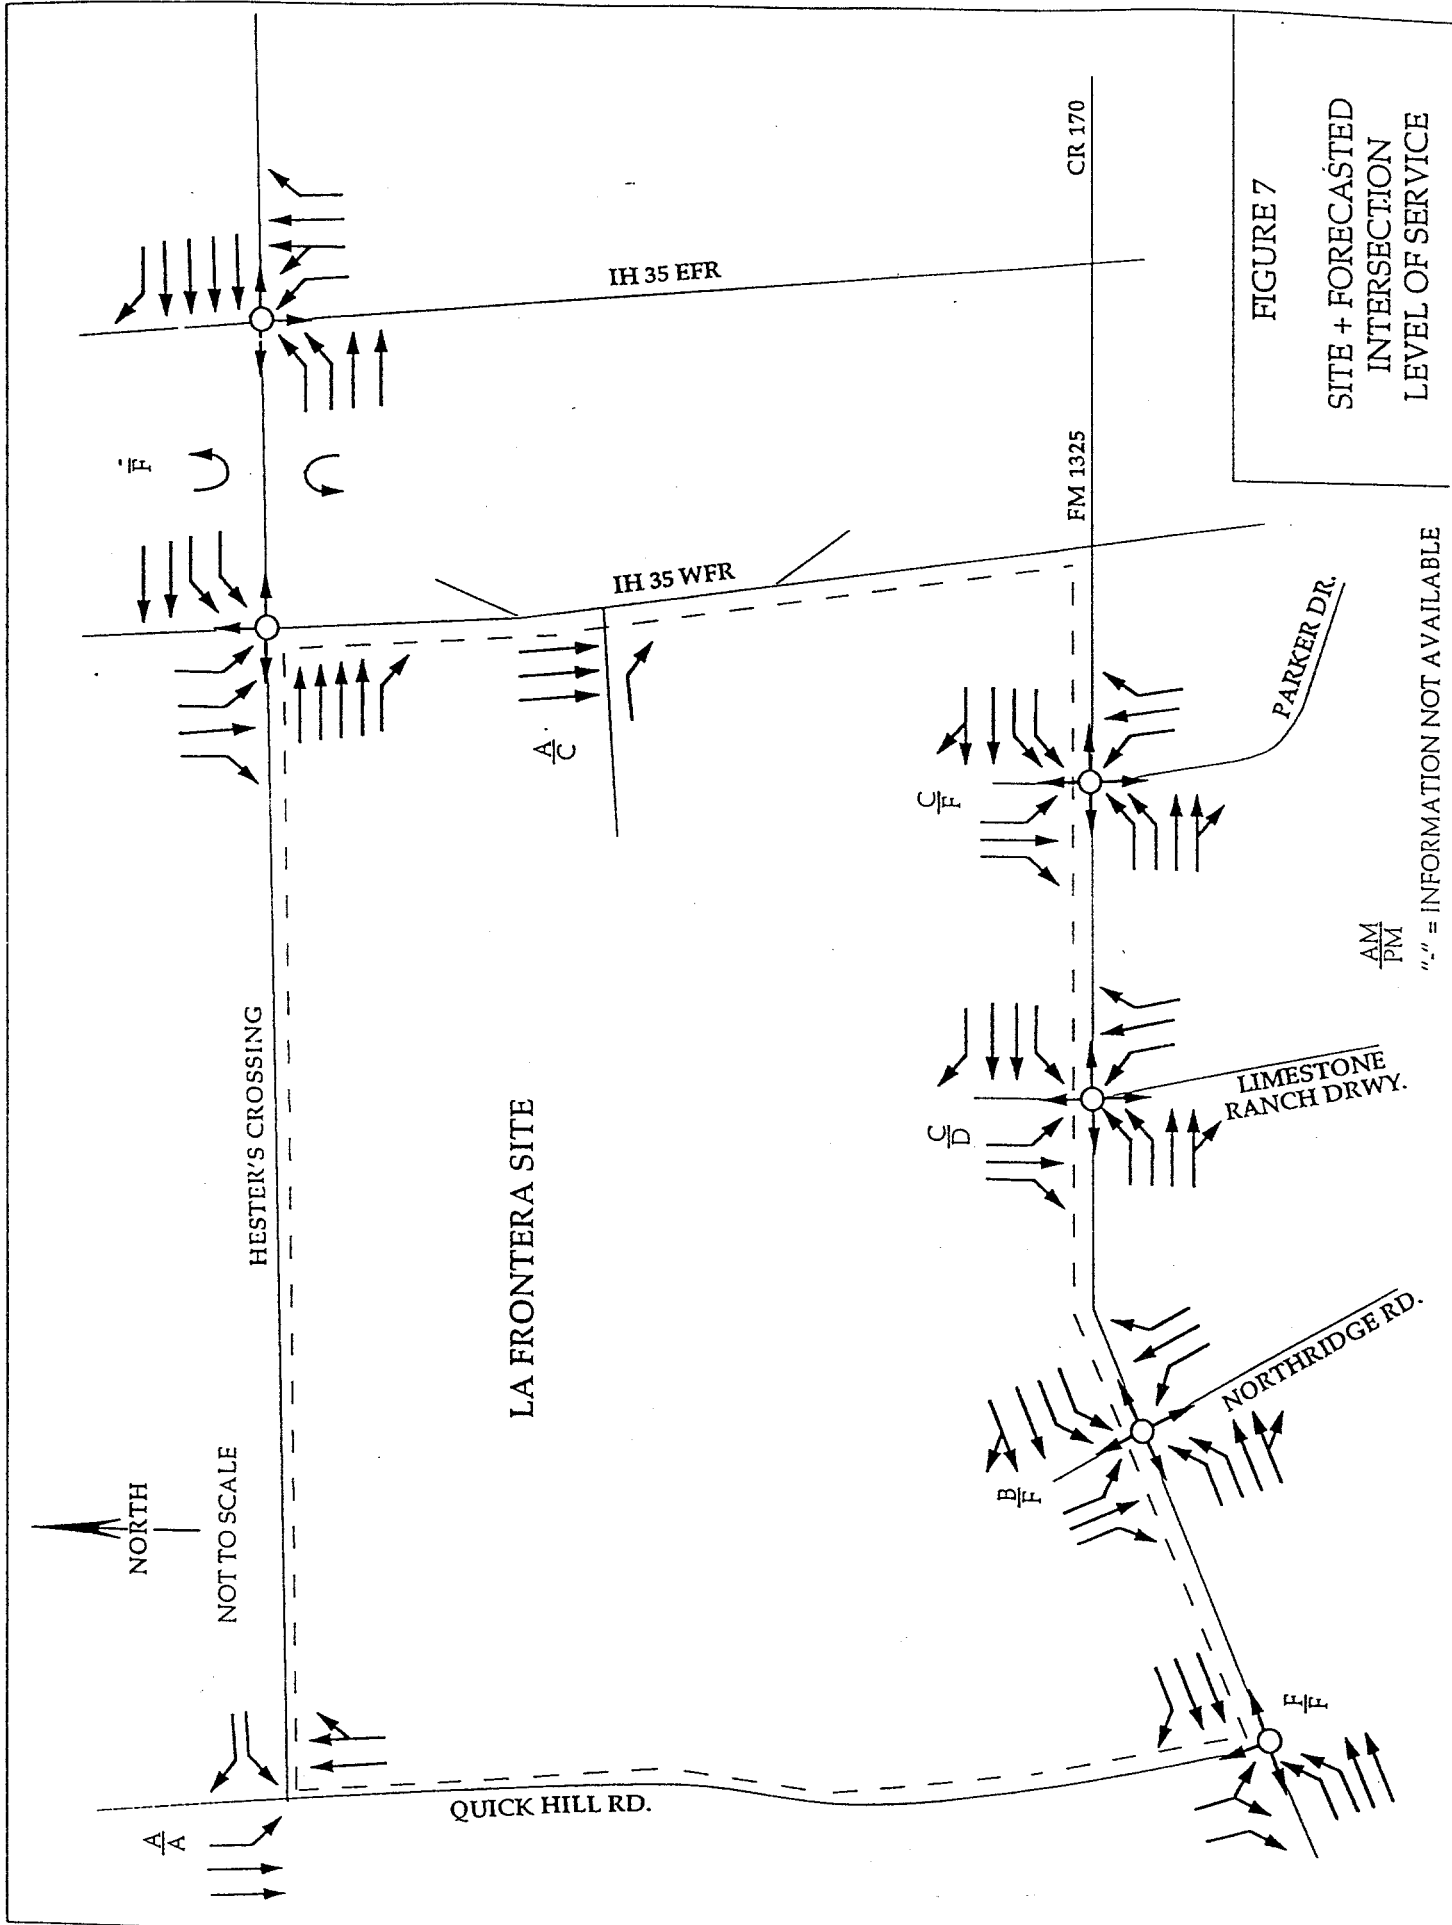 NORTH
NOT TO SCALE
HESTER'S CROSSING
A
A
QUICK HILL RD.
LA FRONTERA SITE
-
F
IH 35 WFR
IH 35 EFR
A
C
FM 1325
CR 170
C
F
C
D
B
F
F
F
PARKER DR.
LIMESTONE
RANCH DRWY.
NORTHRIDGE RD.
AM
PM
"-" = INFORMATION NOT AVAILABLE
FIGURE 7
SITE + FORECASTED
INTERSECTION
LEVEL OF SERVICE